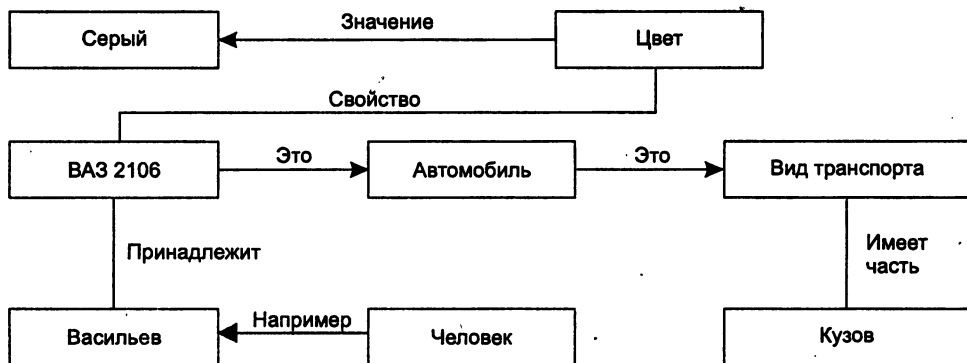 Серый
Значение
Цвет
Свойство
ВАЗ 2106
Это
Автомобиль
Это
Вид транспорта
Принадлежит
Имеет
часть
Васильев
Например
Человек
Кузов